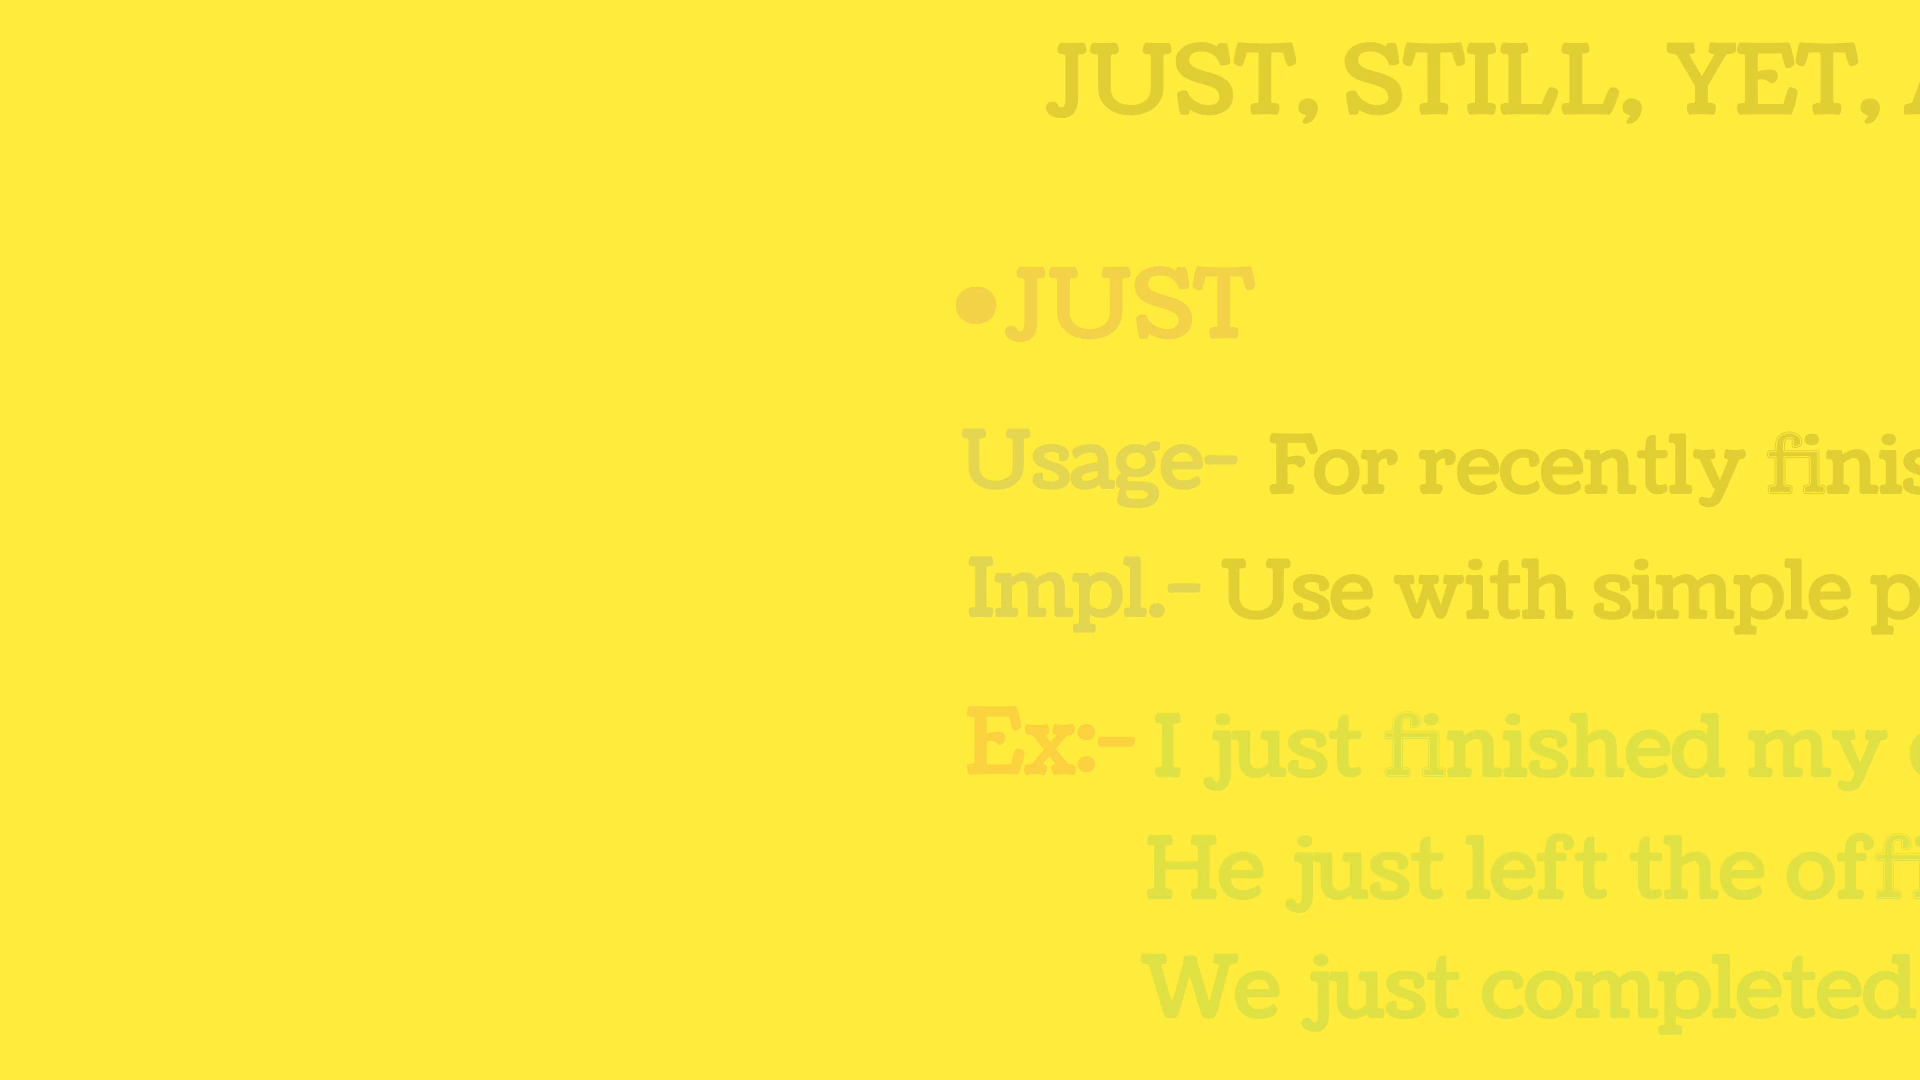 JUST, STILL, YET,
•JUST
Usage- For recently
Impl.- Use with simple
Ex:- I just finished my
He just left the
We just completed